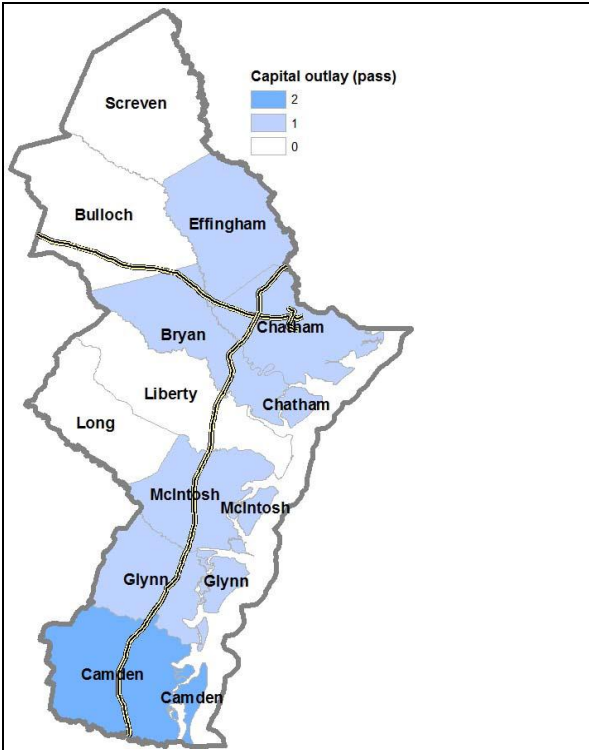 Screven
Capital outlay (pass)
2
1
0
Bulloch
Effingham
Bryan
Chatham
Liberty
Chatham
Long
McIntosh
McIntosh
Glynn
Glynn
Camden
Camden